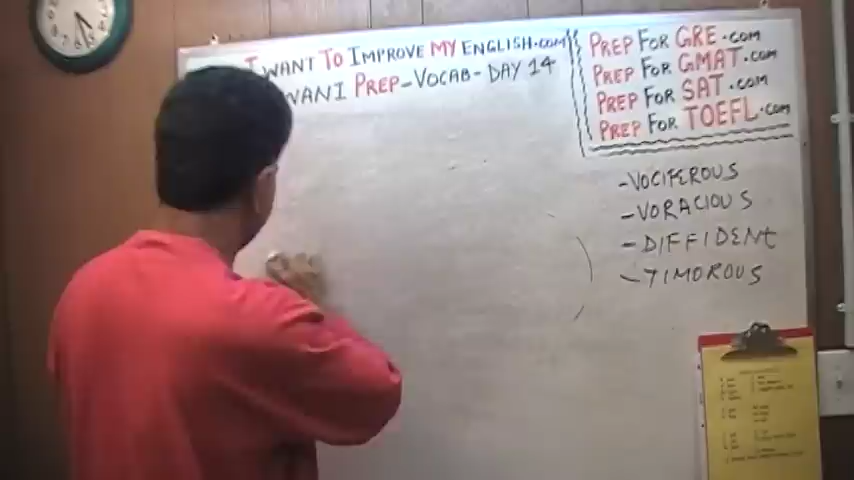 I WANT TO IMPROVE MY ENGLISH.COM
WANI PREP-VOCAB-DAY 14
PREP FOR GRE.COM
PREP FOR GMAT.COM
PREP FOR SAT.COM
PREP FOR TOEFL.COM
-VOCIFEROUS
-VORACIOUS
-DIFFIDENT
-TIMOROUS